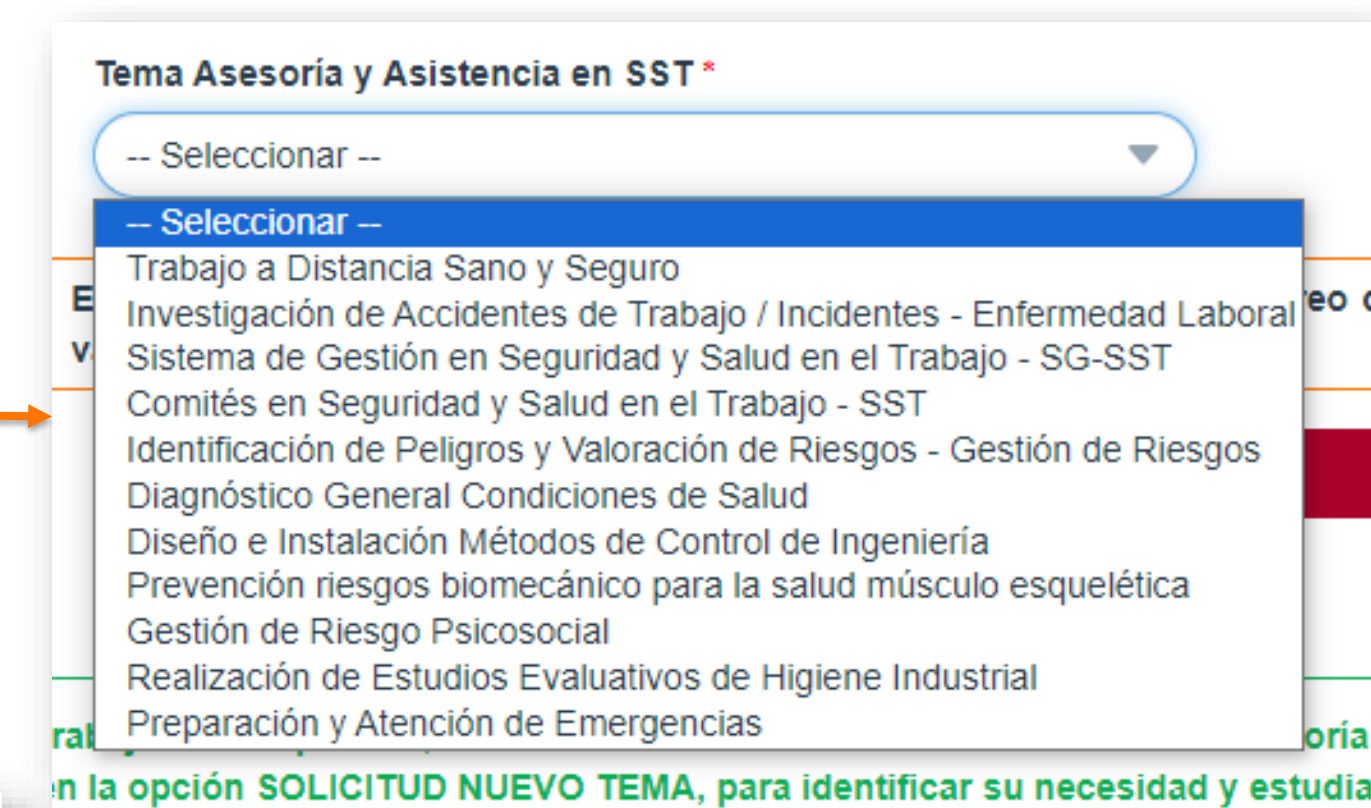 Tema Asesoría y Asistencia en SST *
-- Seleccionar --
-- Seleccionar --
Trabajo a Distancia Sano y Seguro
Investigación de Accidentes de Trabajo / Incidentes - Enfermedad Laboral
Sistema de Gestión en Seguridad y Salud en el Trabajo - SG-SST
Comités en Seguridad y Salud en el Trabajo - SST
Identificación de Peligros y Valoración de Riesgos - Gestión de Riesgos
Diagnóstico General Condiciones de Salud
Diseño e Instalación Métodos de Control de Ingeniería
Prevención riesgos biomecánico para la salud músculo esquelética
Gestión de Riesgo Psicosocial
Realización de Estudios Evaluativos de Higiene Industrial
Preparación y Atención de Emergencias
en la opción SOLICITUD NUEVO TEMA, para identificar su necesidad y